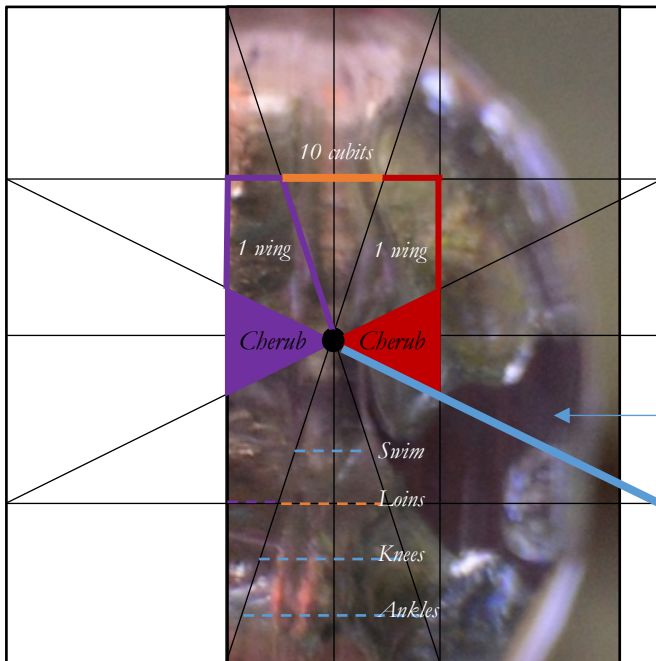 10 cubits
1 wing 1 wing
Cherub Cherub
Swim
Loins
Knees
Ankles